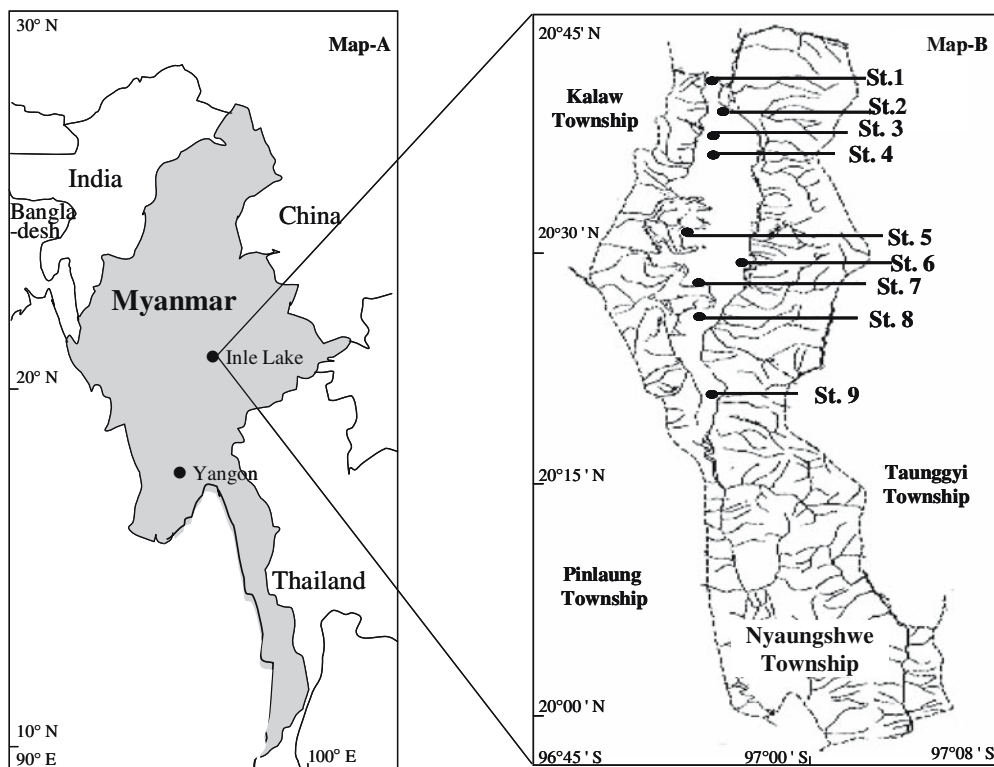 30° N
Map-A
India
Bangla
-desh
China
Myanmar
Inle Lake
20° N
Yangon
Thailand
10° N
90° E
100° E
20°45' N
Map-B
St.1
Kalaw
Township
St.2
St. 3
St. 4
20°30 ' N
St. 5
St. 6
St. 7
St. 8
St. 9
20°15 ' N
Taunggyi
Township
Pinlaung
Township
Nyaungshwe
Township
20°00 ' N
96°45 ' S
97°00 ' S
97°08 ' S